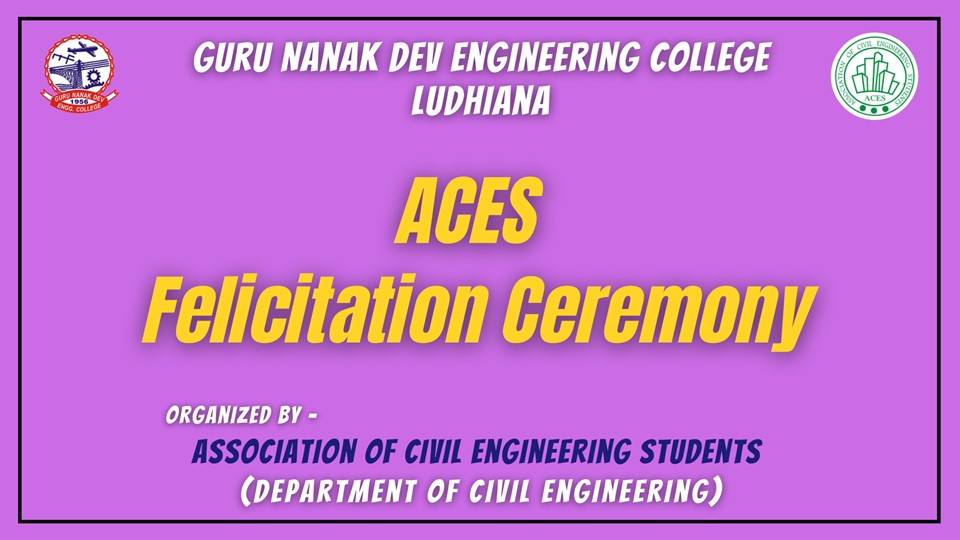 GURU NANAK DEV ENGINEERING COLLEGE
LUDHIANA
GURU NANAK DEV
1956
ENGG. COLLEGE
ASSOCIATION OF CIVIL ENGINEERING STUDENTS
ACES
ACES
Felicitation Ceremony
ORGANIZED BY -
ASSOCIATION OF CIVIL ENGINEERING STUDENTS
(DEPARTMENT OF CIVIL ENGINEERING)